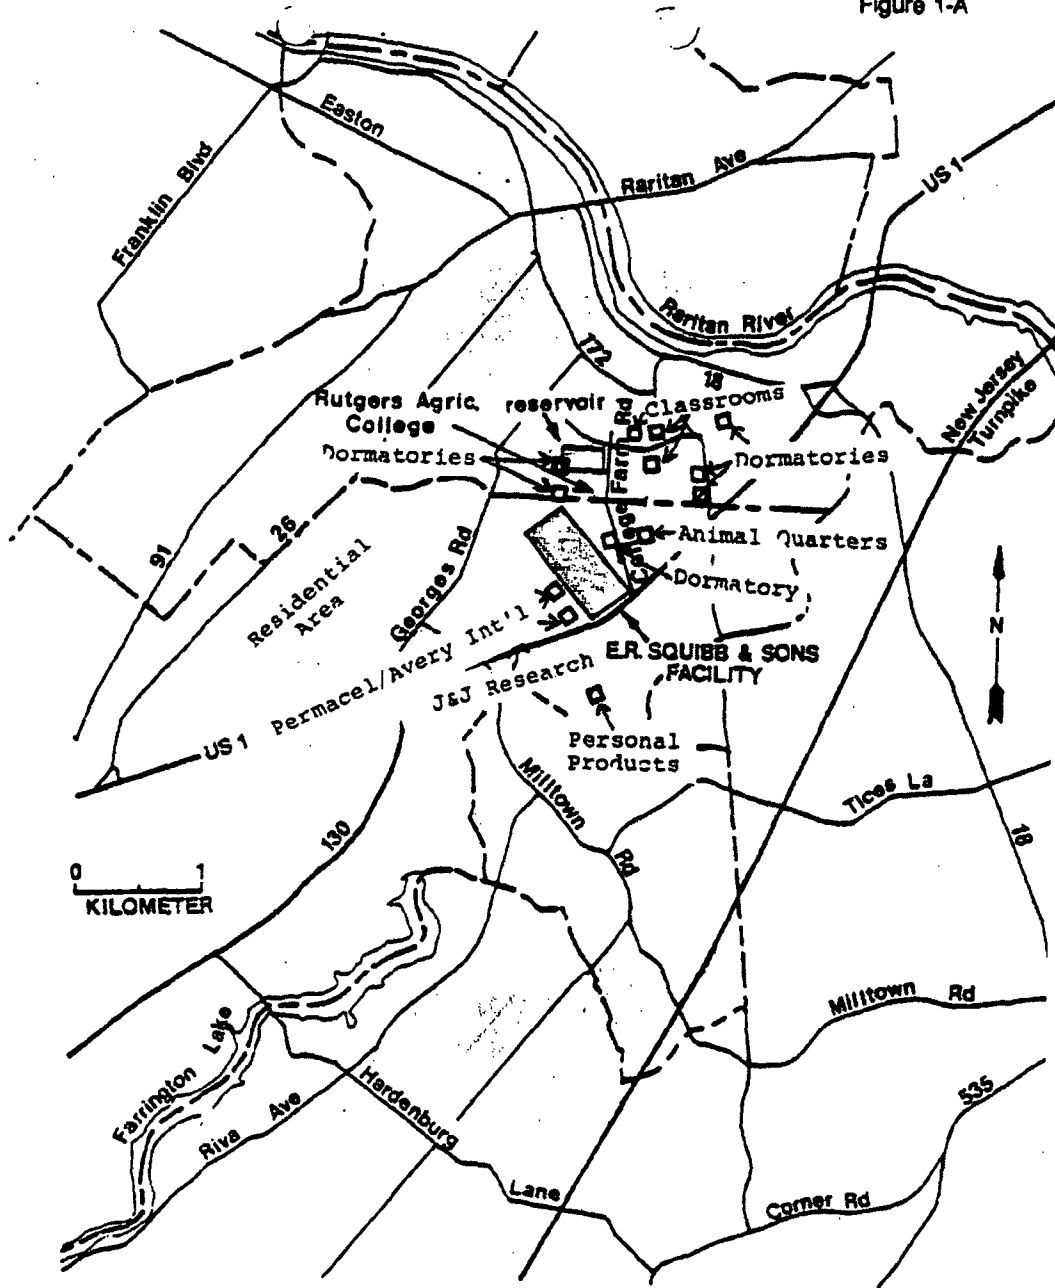 Figure 1-A
Easton
Franklin Blvd
Raritan Ave
US 1
Raritan River
172
18
New Jersey
Turnpike
Rutgers Agric.
College
reservoir
College Farm Rd
Classrooms
Dormatories
Dormatories
91
26
Residential
Area
Georges Rd
Animal Quarters
Dormatory
N
E.R. SQUIBB & SONS
FACILITY
Permacel/Avery Int'l
J&J Research
US 1
Personal
Products
Milltown
Rd
Tices La
18
130
0 1
KILOMETER
Farrington Lake
Riva Ave
Hardenburg
Lane
Milltown Rd
535
Corner Rd